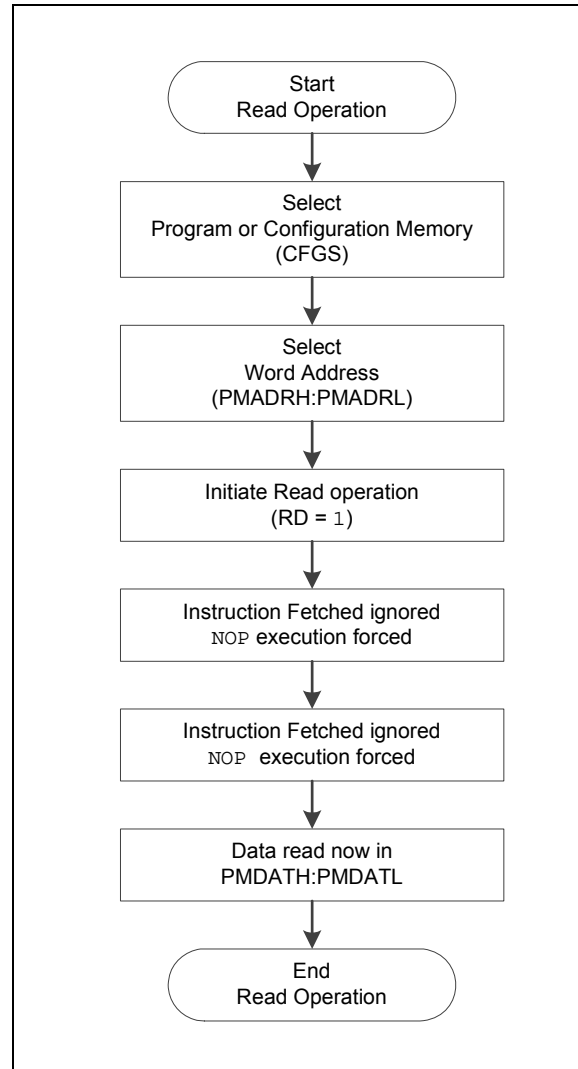 Start
Read Operation
Select
Program or Configuration Memory
(CFGS)
Select
Word Address
(PMADRH:PMADRL)
Initiate Read operation
(RD = 1)
Instruction Fetched ignored
NOP execution forced
Instruction Fetched ignored
NOP execution forced
Data read now in
PMDATH:PMDATL
End
Read Operation